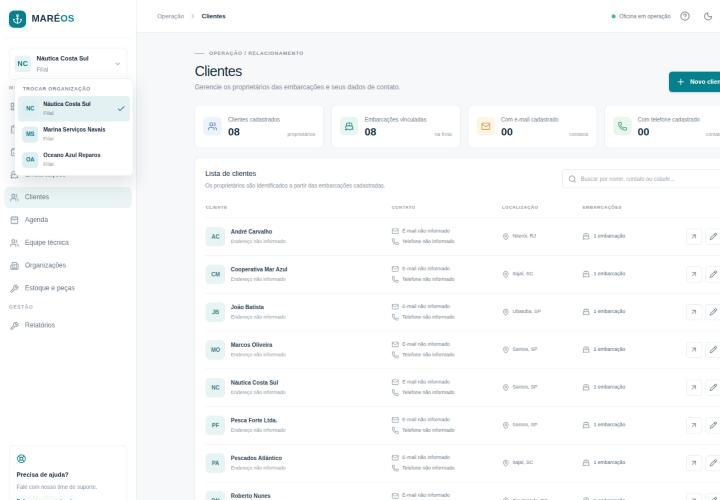 MARÉOS
NC Náutica Costa Sul
Filial
TROCAR ORGANIZAÇÃO
NC Náutica Costa Sul
Filial
MS Marina Serviços Navais
Filial
OA Oceano Azul Reparos
Filial
Clientes
Agenda
Equipe técnica
Organizações
Estoque e peças
GESTÃO
Relatórios
Precisa de ajuda?
Fale com nosso time de suporte.
Operação Clientes
Oficina em operação
OPERAÇÃO / RELACIONAMENTO
Clientes
Gerencie os proprietários das embarcações e seus dados de contato.
Novo
Clientes cadastrados
08 proprietários
Embarcações vinculadas
08 na frota
Com e-mail cadastrado
00 contatos
Com telefone cadastrado
00
Lista de clientes
Os proprietários são identificados a partir das embarcações cadastradas.
Buscar por nome, contato ou cidade...
CLIENTE CONTATO LOCALIZAÇÃO EMBARCAÇÕES
AC André Carvalho
Endereço não informado
E-mail não informado
Telefone não informado
Niterói, RJ
1 embarcação
CM Cooperativa Mar Azul
Endereço não informado
E-mail não informado
Telefone não informado
Itajaí, SC
1 embarcação
JB João Batista
Endereço não informado
E-mail não informado
Telefone não informado
Ubatuba, SP
1 embarcação
MO Marcos Oliveira
Endereço não informado
E-mail não informado
Telefone não informado
Santos, SP
1 embarcação
NC Náutica Costa Sul
Endereço não informado
E-mail não informado
Telefone não informado
Santos, SP
1 embarcação
PF Pesca Forte Ltda.
Endereço não informado
E-mail não informado
Telefone não informado
Santos, SP
1 embarcação
PA Pescados Atlântico
Endereço não informado
E-mail não informado
Telefone não informado
Itajaí, SC
1 embarcação
Roberto Nunes
E-mail não informado
1 embarcação